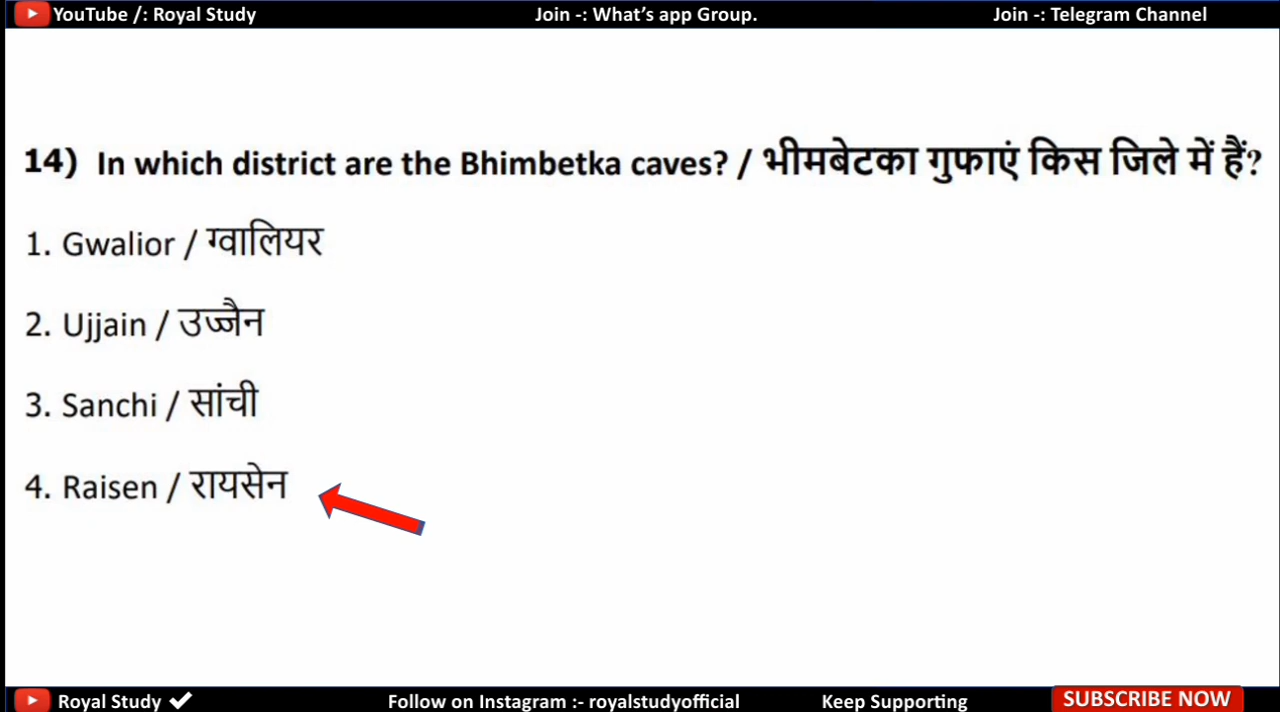 YouTube /: Royal Study Join -: What's app Group. Join -: Telegram Channel
14) In which district are the Bhimbetka caves? / भीमबेटका गुफाएं किस जिले में हैं?
1. Gwalior / ग्वालियर
2. Ujjain / उज्जैन
3. Sanchi / सांची
4. Raisen / रायसेन
Royal Study Follow on Instagram :- royalstudyofficial Keep Supporting SUBSCRIBE NOW